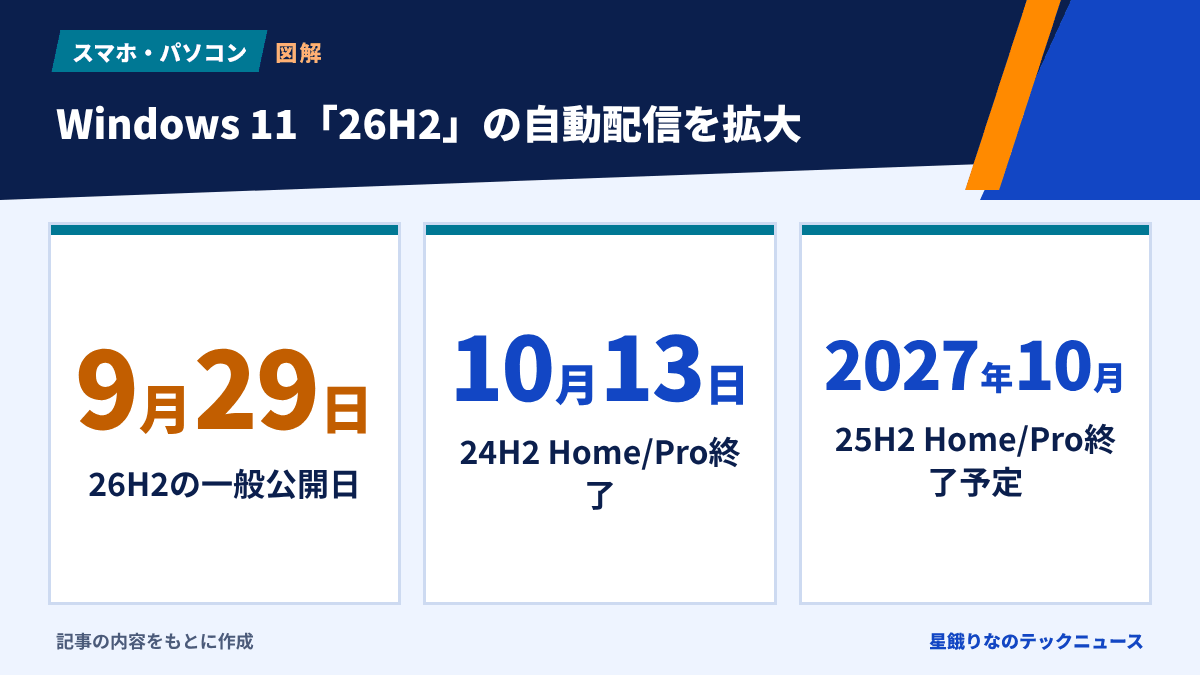 スマホ・パソコン 図解
Windows 11「26H2」の自動配信を拡大
9月29日
26H2の一般公開日
10月13日
24H2 Home/Pro終
了
2027年10月
25H2 Home/Pro終
了予定
記事の内容をもとに作成
星餓りなのテックニュース